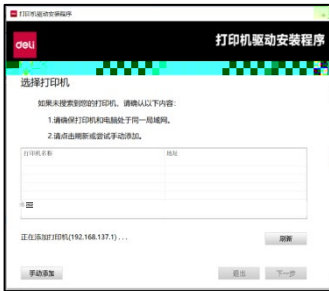 打印机驱动安装程序
deli
打印机驱动安装程序
选择打印机
如果未搜索到您的打印机，请确认以下内容:
1.请确保打印机和电脑处于同一局域网。
2.请点击刷新或尝试手动添加。
打印机名称 地址
正在添加打印机(192.168.137.1) . . .
刷新
手动添加 退出 下一步